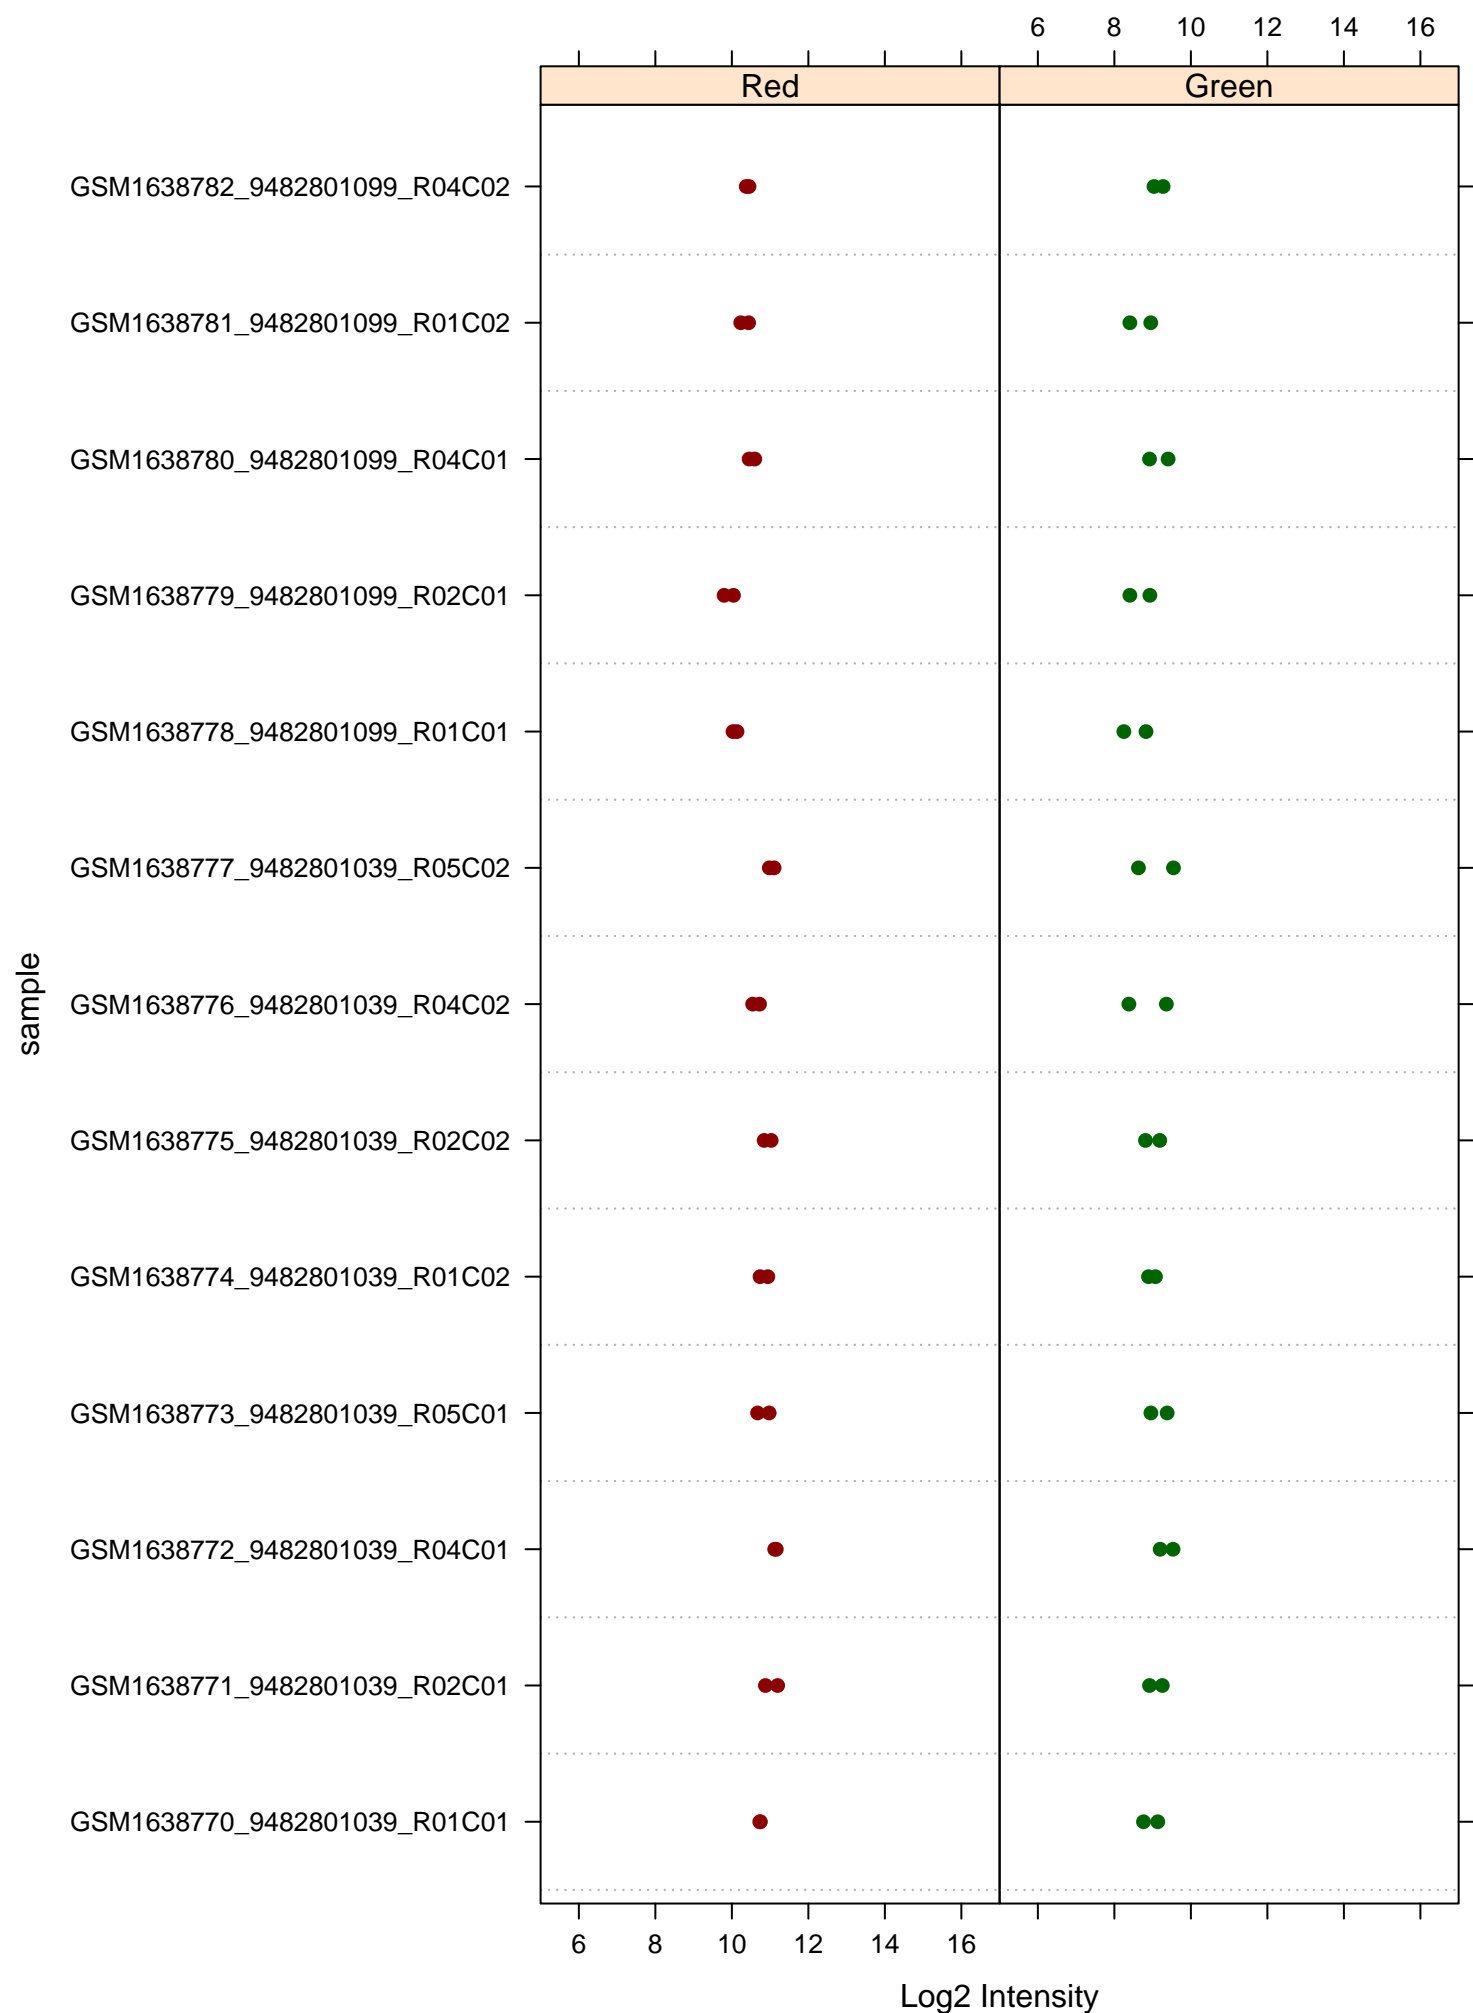 6 8 10 12 14 16
Red Green
GSM1638782_9482801099_R04C02
GSM1638781_9482801099_R01C02
GSM1638780_9482801099_R04C01
GSM1638779_9482801099_R02C01
GSM1638778_9482801099_R01C01
GSM1638777_9482801039_R05C02
sample
GSM1638776_9482801039_R04C02
GSM1638775_9482801039_R02C02
GSM1638774_9482801039_R01C02
GSM1638773_9482801039_R05C01
GSM1638772_9482801039_R04C01
GSM1638771_9482801039_R02C01
GSM1638770_9482801039_R01C01
6 8 10 12 14 16
Log2 Intensity